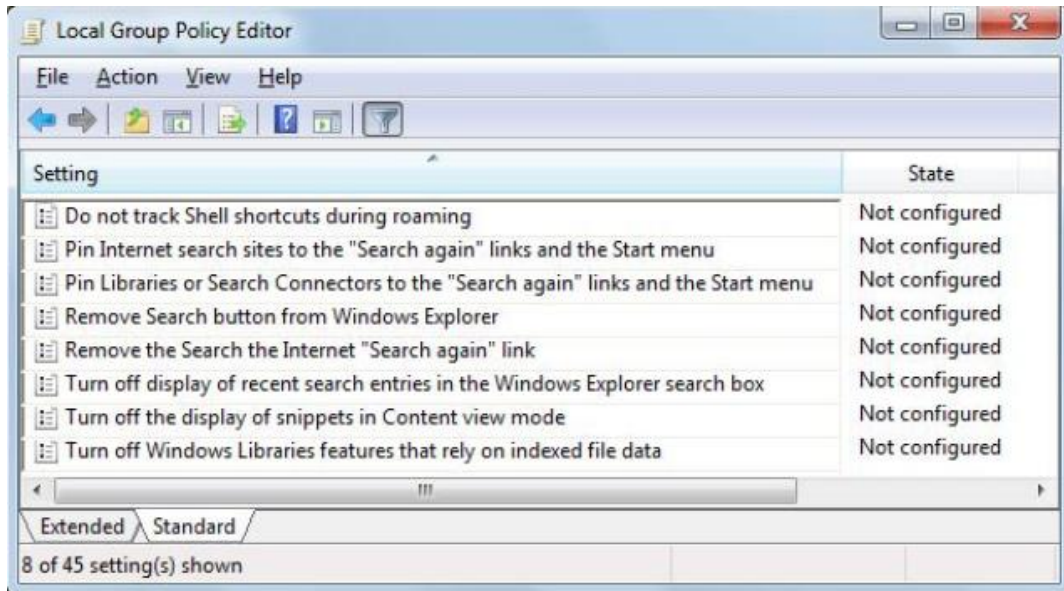 Local Group Policy Editor
File Action View Help
Setting State
Do not track Shell shortcuts during roaming Not configured
Pin Internet search sites to the "Search again" links and the Start menu Not configured
Pin Libraries or Search Connectors to the "Search again" links and the Start menu Not configured
Remove Search button from Windows Explorer Not configured
Remove the Search the Internet "Search again" link Not configured
Turn off display of recent search entries in the Windows Explorer search box Not configured
Turn off the display of snippets in Content view mode Not configured
Turn off Windows Libraries features that rely on indexed file data Not configured
Extended Standard
8 of 45 setting(s) shown